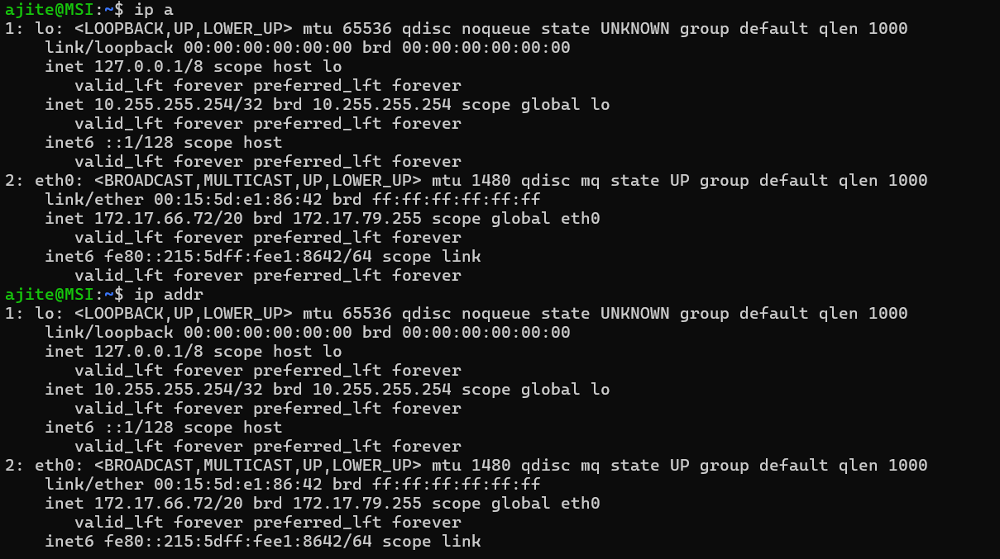 ajite@MSI:~$ ip a
1: lo: <LOOPBACK,UP,LOWER_UP> mtu 65536 qdisc noqueue state UNKNOWN group default qlen 1000
    link/loopback 00:00:00:00:00:00 brd 00:00:00:00:00:00
    inet 127.0.0.1/8 scope host lo
       valid_lft forever preferred_lft forever
    inet 10.255.255.254/32 brd 10.255.255.254 scope global lo
       valid_lft forever preferred_lft forever
    inet6 ::1/128 scope host
       valid_lft forever preferred_lft forever
2: eth0: <BROADCAST,MULTICAST,UP,LOWER_UP> mtu 1480 qdisc mq state UP group default qlen 1000
    link/ether 00:15:5d:e1:86:42 brd ff:ff:ff:ff:ff:ff
    inet 172.17.66.72/20 brd 172.17.79.255 scope global eth0
       valid_lft forever preferred_lft forever
    inet6 fe80::215:5dff:fee1:8642/64 scope link
       valid_lft forever preferred_lft forever
ajite@MSI:~$ ip addr
1: lo: <LOOPBACK,UP,LOWER_UP> mtu 65536 qdisc noqueue state UNKNOWN group default qlen 1000
    link/loopback 00:00:00:00:00:00 brd 00:00:00:00:00:00
    inet 127.0.0.1/8 scope host lo
       valid_lft forever preferred_lft forever
    inet 10.255.255.254/32 brd 10.255.255.254 scope global lo
       valid_lft forever preferred_lft forever
    inet6 ::1/128 scope host
       valid_lft forever preferred_lft forever
2: eth0: <BROADCAST,MULTICAST,UP,LOWER_UP> mtu 1480 qdisc mq state UP group default qlen 1000
    link/ether 00:15:5d:e1:86:42 brd ff:ff:ff:ff:ff:ff
    inet 172.17.66.72/20 brd 172.17.79.255 scope global eth0
       valid_lft forever preferred_lft forever
    inet6 fe80::215:5dff:fee1:8642/64 scope link